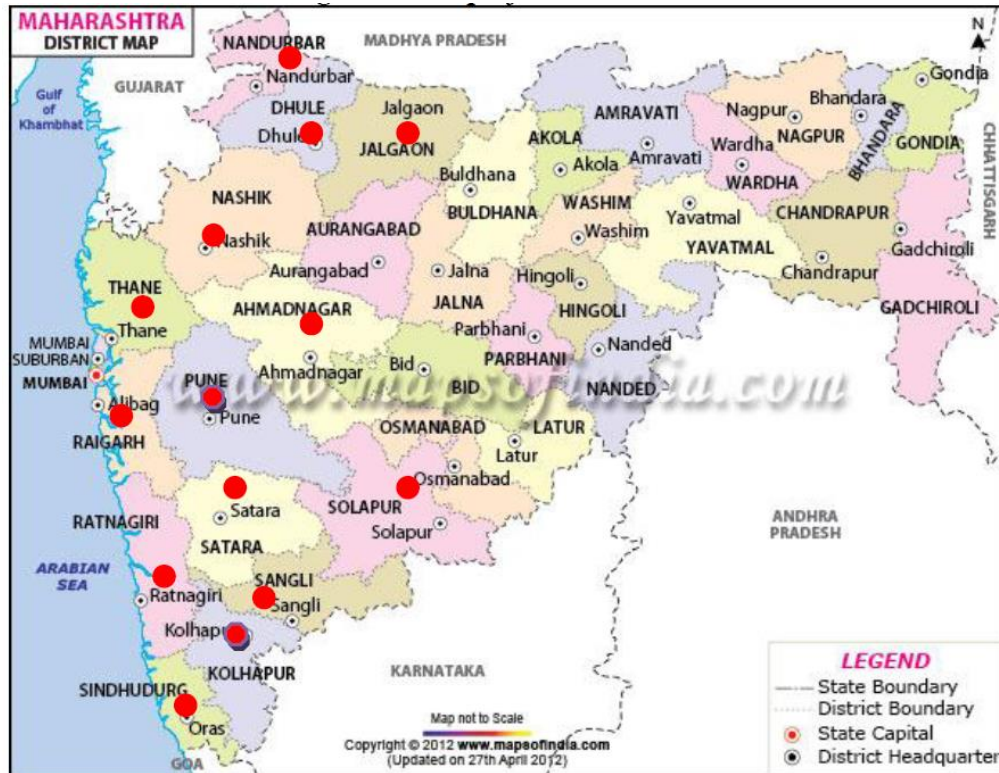 MAHARASHTRA
DISTRICT MAP
N
NANDURBAR
MADHYA PRADESH
Nandurbar
GUJARAT
Gulf
of
Khambhat
DHULE
Dhule
Jalgaon
JALGAON
AKOLA
Akola
AMRAVATI
Amravati
Nagpur
NAGPUR
Bhandara
BHANDARA
Gondia
GONDIA
CHHATTISGARH
Wardha
WARDHA
Buldhana
BULDHANA
WASHIM
Washim
Yavatmal
YAVATMAL
CHANDRAPUR
Chandrapur
Gadchiroli
GADCHIROLI
NASHIK
Nashik
AURANGABAD
Aurangabad
Jalna
JALNA
Hingoli
HINGOLI
THANE
Thane
AHMADNAGAR
Ahmadnagar
Parbhani
PARBHANI
Nanded
NANDED
MUMBAI
SUBURBAN
MUMBAI
Bid
BID
PUNE
Pune
www.mapsofindia.com
Alibag
RAIGARH
OSMANABAD
Osmanabad
LATUR
Latur
RATNAGIRI
Ratnagiri
Satara
SATARA
SOLAPUR
Solapur
ANDHRA
PRADESH
ARABIAN
SEA
SANGLI
Sangli
Kolhapur
KOLHAPUR
KARNATAKA
SINDHUDURG
Oras
GOA
Map not to Scale
Copyright © 2012 www.mapsofindia.com
(Updated on 27th April 2012)
LEGEND
State Boundary
District Boundary
State Capital
District Headquarter